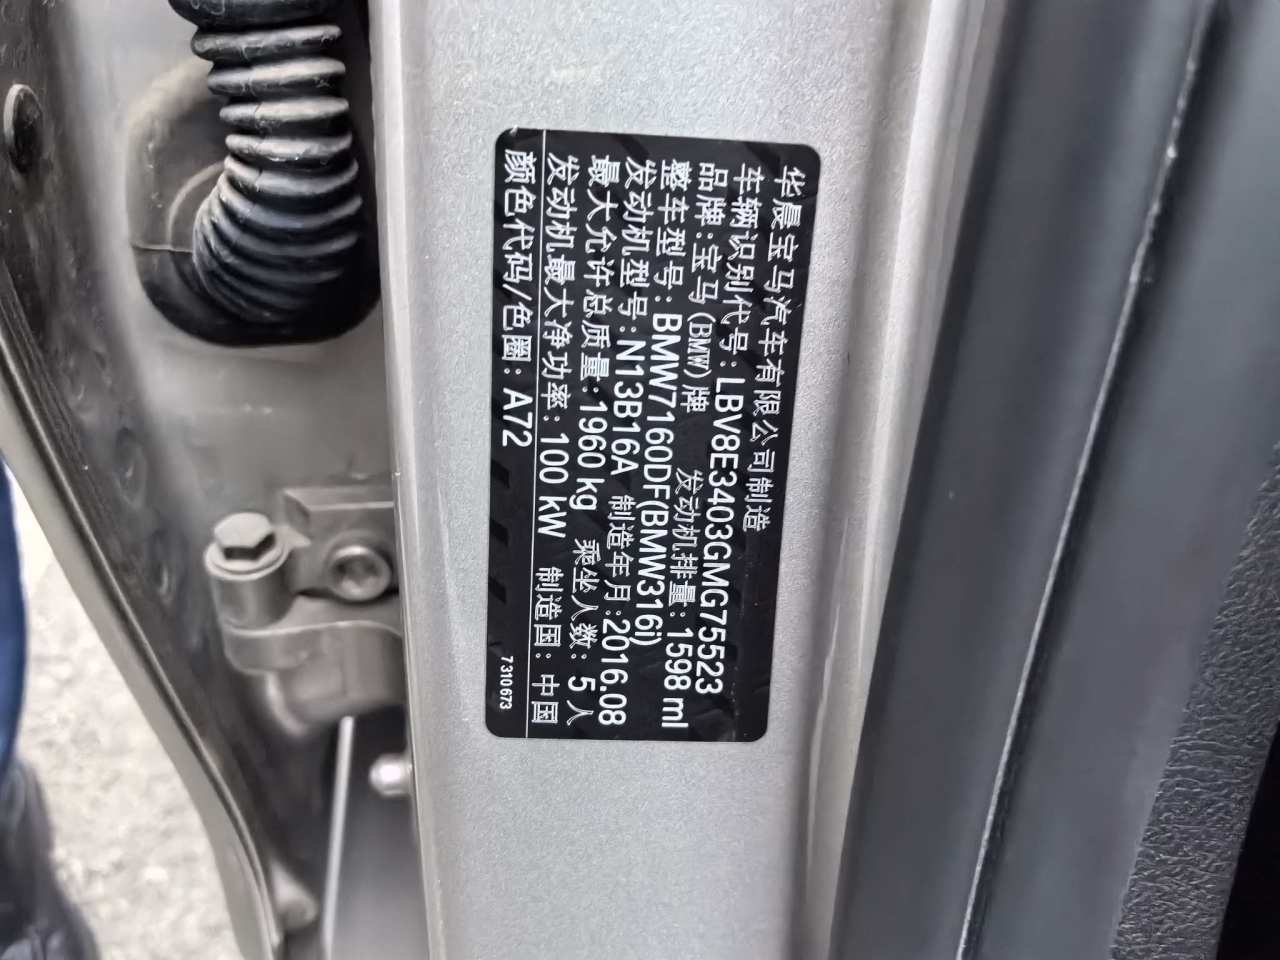 华晨宝马汽车有限公司制造
车辆识别代号：LBV8E3403GMG75523
品牌：宝马(BMW)牌 发动机排量：1598 ml
整车型号：BMW7160DF(BMW316i)
发动机型号：N13B16A 制造年月：2016.08
最大允许总质量：1960 kg 乘坐人数：5人
发动机最大净功率：100 kW 制造国：中国
颜色代码/色圈：A72 7310673